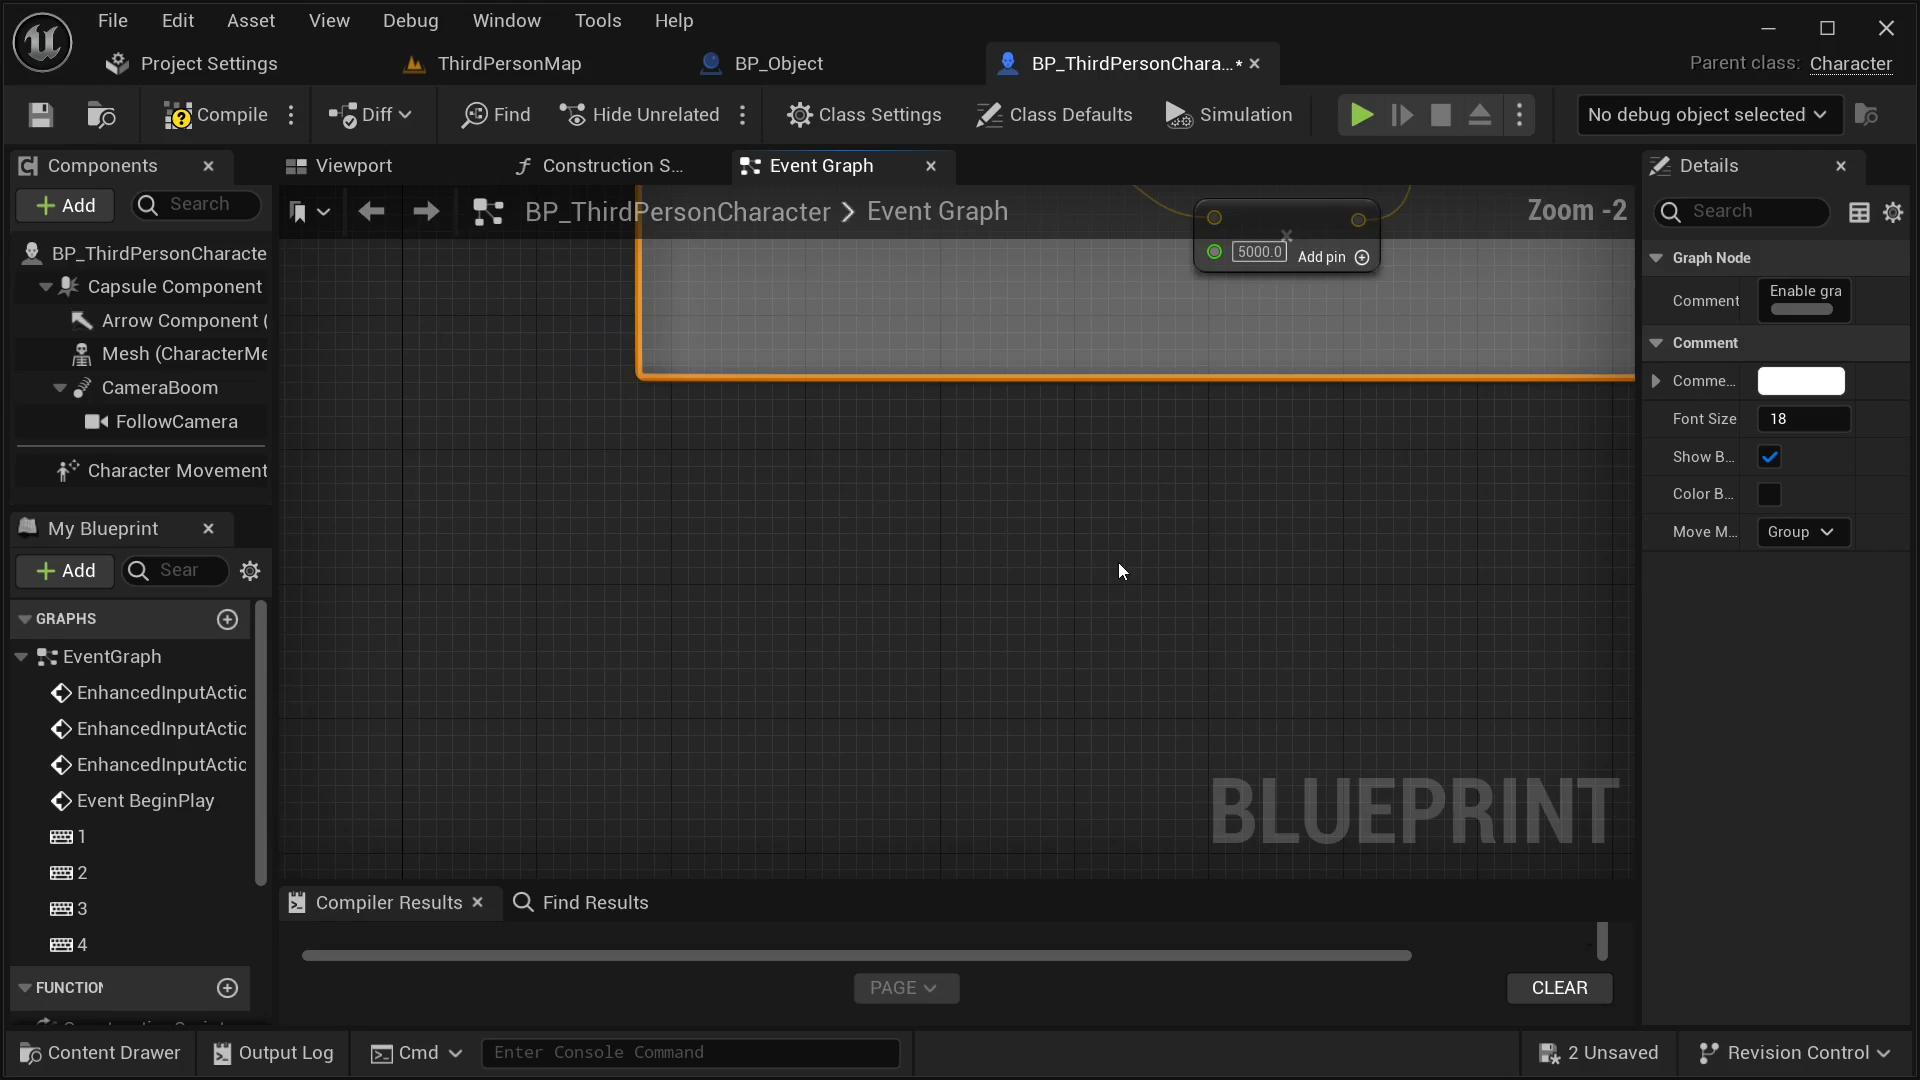 File Edit Asset View Debug Window Tools Help
Project Settings ThirdPersonMap BP_Object BP_ThirdPersonChara...* Parent class: Character
Compile Diff Find Hide Unrelated Class Settings Class Defaults Simulation No debug object selected
Components Viewport Construction S... Event Graph Details
Add Search BP_ThirdPersonCharacter Event Graph Zoom -2 Search
BP_ThirdPersonCharacte
Capsule Component
Arrow Component (
Mesh (CharacterMe
CameraBoom
FollowCamera
Character Movement
5000.0 Add pin
Graph Node
Comment Enable gra
Comment
Comme...
Font Size 18
Show B...
Color B...
Move M... Group
My Blueprint
Add Sear
GRAPHS
EventGraph
EnhancedInputActic
EnhancedInputActic
EnhancedInputActic
Event BeginPlay
1
2
3
4
FUNCTION
BLUEPRINT
Compiler Results Find Results
PAGE CLEAR
Content Drawer Output Log Cmd Enter Console Command 2 Unsaved Revision Control